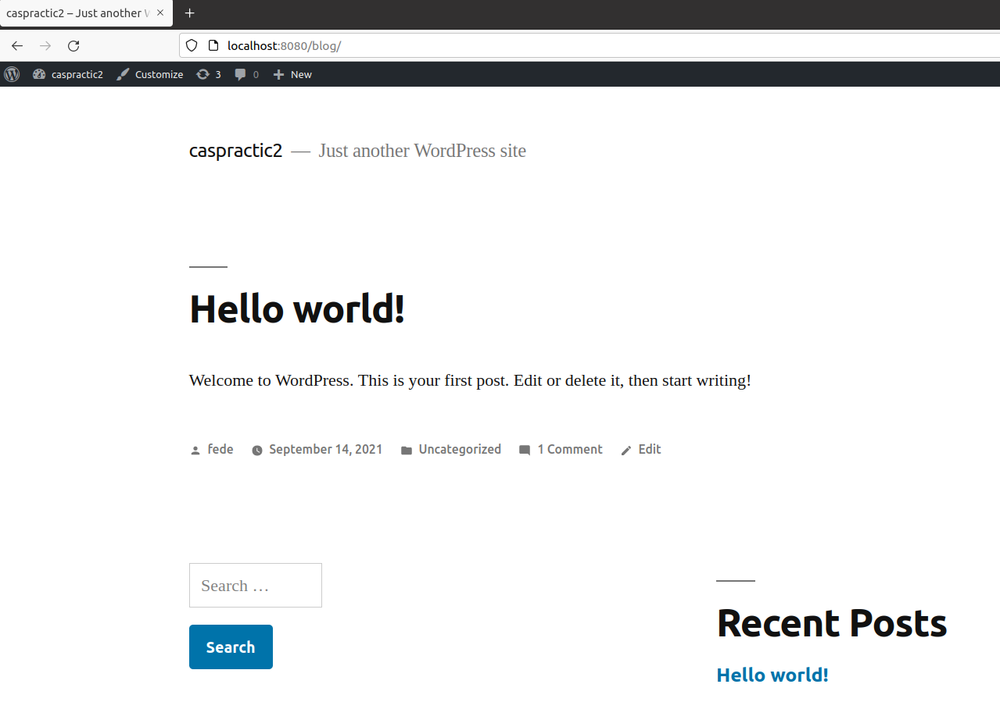 caspractic2 – Just another W
localhost:8080/blog/
caspractic2 Customize 3 0 New
caspractic2 — Just another WordPress site
Hello world!
Welcome to WordPress. This is your first post. Edit or delete it, then start writing!
fede September 14, 2021 Uncategorized 1 Comment Edit
Search …
Search
Recent Posts
Hello world!